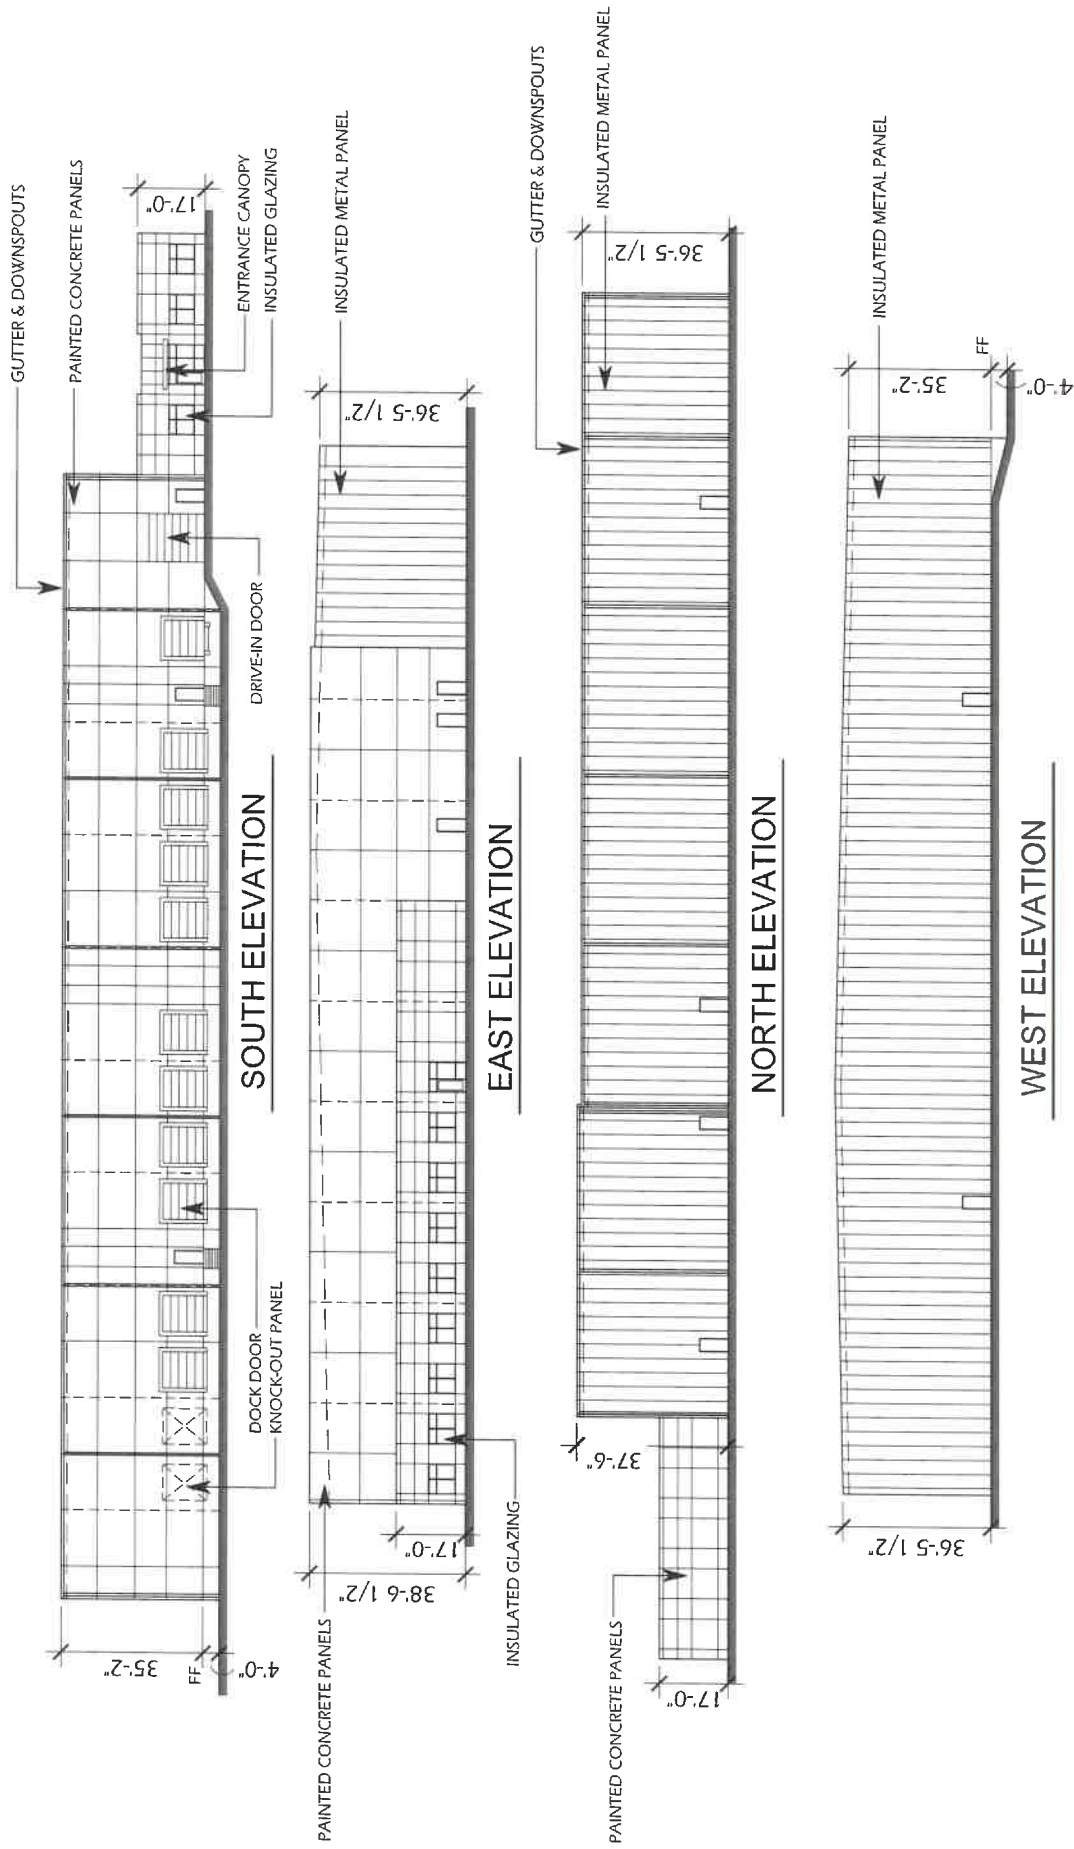 GUTTER & DOWNSPOUTS
PAINTED CONCRETE PANELS
17'-0"
ENTRANCE CANOPY
INSULATED GLAZING
DRIVE-IN DOOR
DOCK DOOR
KNOCK-OUT PANEL
35'-2"
FF
4'-0"
SOUTH ELEVATION
INSULATED METAL PANEL
36'-5 1/2"
PAINTED CONCRETE PANELS
38'-6 1/2"
17'-0"
INSULATED GLAZING
EAST ELEVATION
GUTTER & DOWNSPOUTS
INSULATED METAL PANEL
36'-5 1/2"
37'-6"
PAINTED CONCRETE PANELS
17'-0"
NORTH ELEVATION
INSULATED METAL PANEL
35'-2"
FF
4'-0"
36'-5 1/2"
WEST ELEVATION